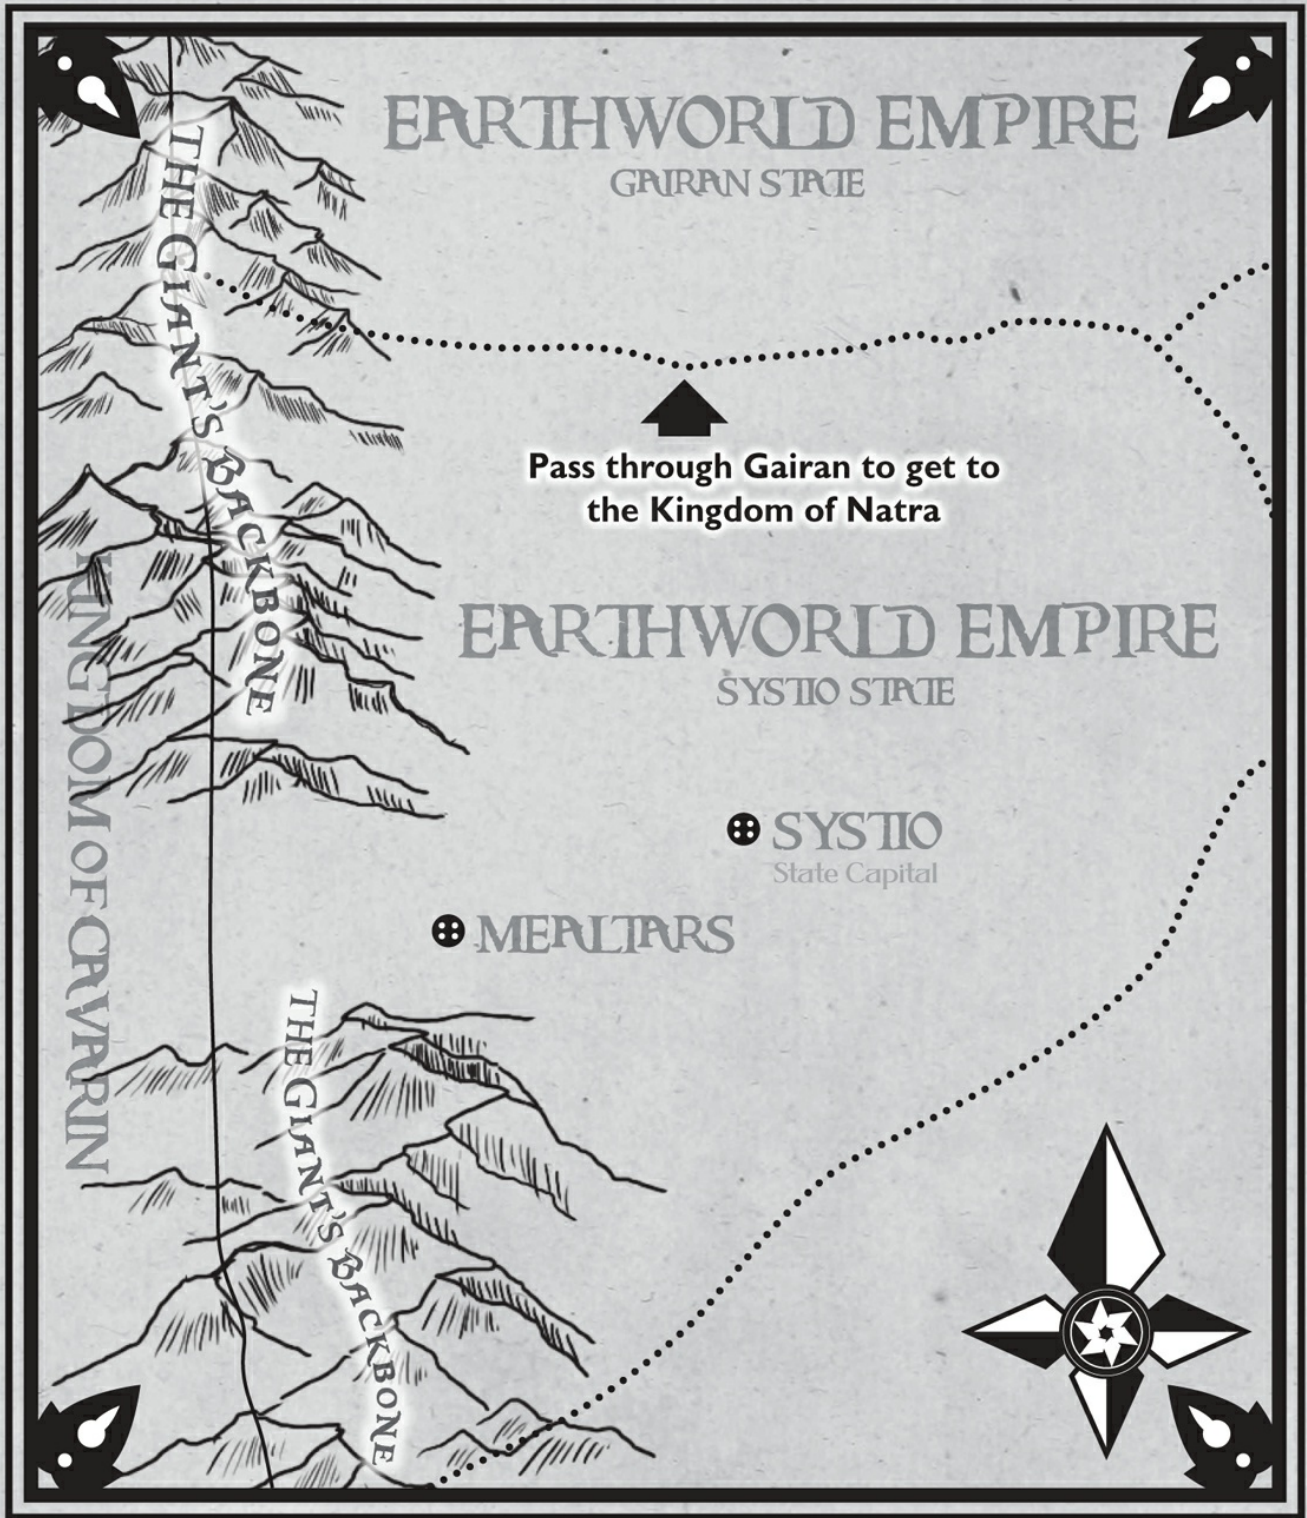 EARTHWORLD EMPIRE
GAIRAN STATE
THE GIANT'S BACKBONE
Pass through Gairan to get to
the Kingdom of Natra
EARTHWORLD EMPIRE
SYSTIO STATE
KINGDOM OF CAVARIN
SYSTIO
State Capital
MEALTARS
THE GIANT'S BACKBONE